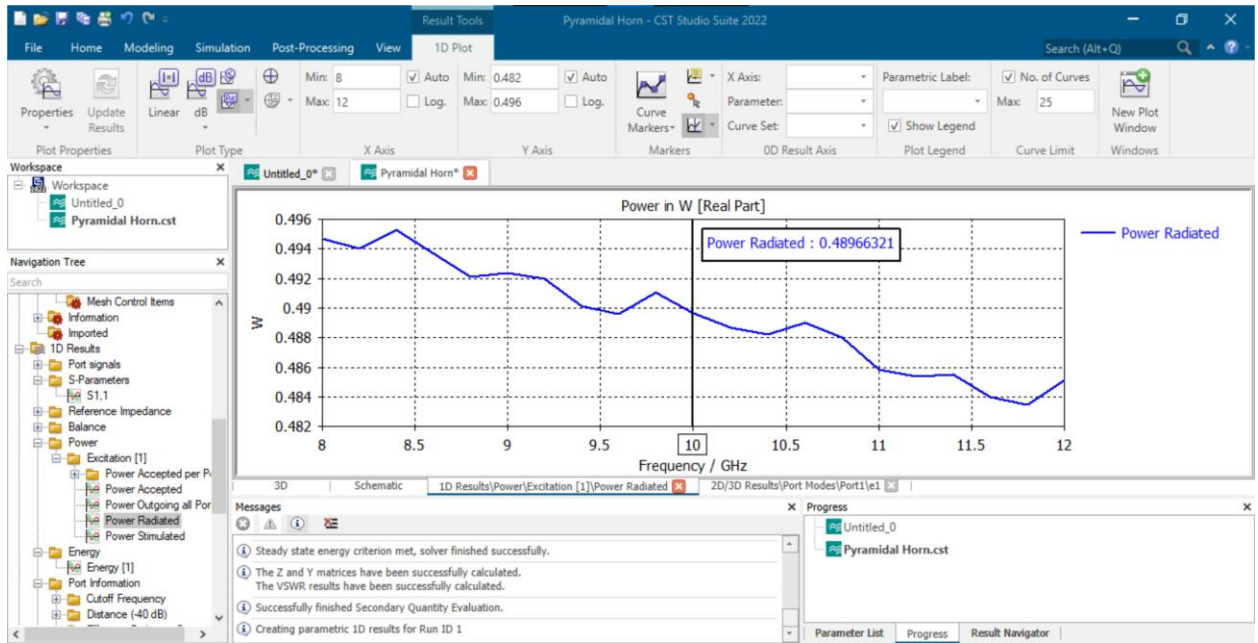 Result Tools
Pyramidal Horn - CST Studio Suite 2022
File Home Modeling Simulation Post-Processing View 1D Plot Search (Alt+Q)
Properties
Update Results
Linear
dB
Min: 8
Max: 12
Auto
Log.
Min: 0.482
Max: 0.496
Auto
Log.
Curve Markers
X Axis:
Parameter:
Curve Set:
Parametric Label:
Show Legend
No. of Curves
Max: 25
New Plot Window
Plot Properties Plot Type X Axis Y Axis Markers 0D Result Axis Plot Legend Curve Limit Windows
Workspace
Workspace
Untitled_0
Pyramidal Horn.cst
Navigation Tree
Search
Mesh Control Items
Information
Imported
1D Results
Port signals
S-Parameters
S1,1
Reference Impedance
Balance
Power
Excitation [1]
Power Accepted per P
Power Accepted
Power Outgoing all Por
Power Radiated
Power Stimulated
Energy
Energy [1]
Port Information
Cutoff Frequency
Distance (-40 dB)
Untitled_0* Pyramidal Horn*
Power in W [Real Part]
Power Radiated : 0.48966321
Power Radiated
0.496
0.494
0.492
0.49
0.488
0.486
0.484
0.482
W
8 8.5 9 9.5 10 10.5 11 11.5 12
Frequency / GHz
3D Schematic 1D Results\Power\Excitation [1]\Power Radiated 2D/3D Results\Port Modes\Port1\e1
Messages
Steady state energy criterion met, solver finished successfully.
The Z and Y matrices have been successfully calculated.
The VSWR results have been successfully calculated.
Successfully finished Secondary Quantity Evaluation.
Creating parametric 1D results for Run ID 1
Progress
Untitled_0
Pyramidal Horn.cst
Parameter List Progress Result Navigator